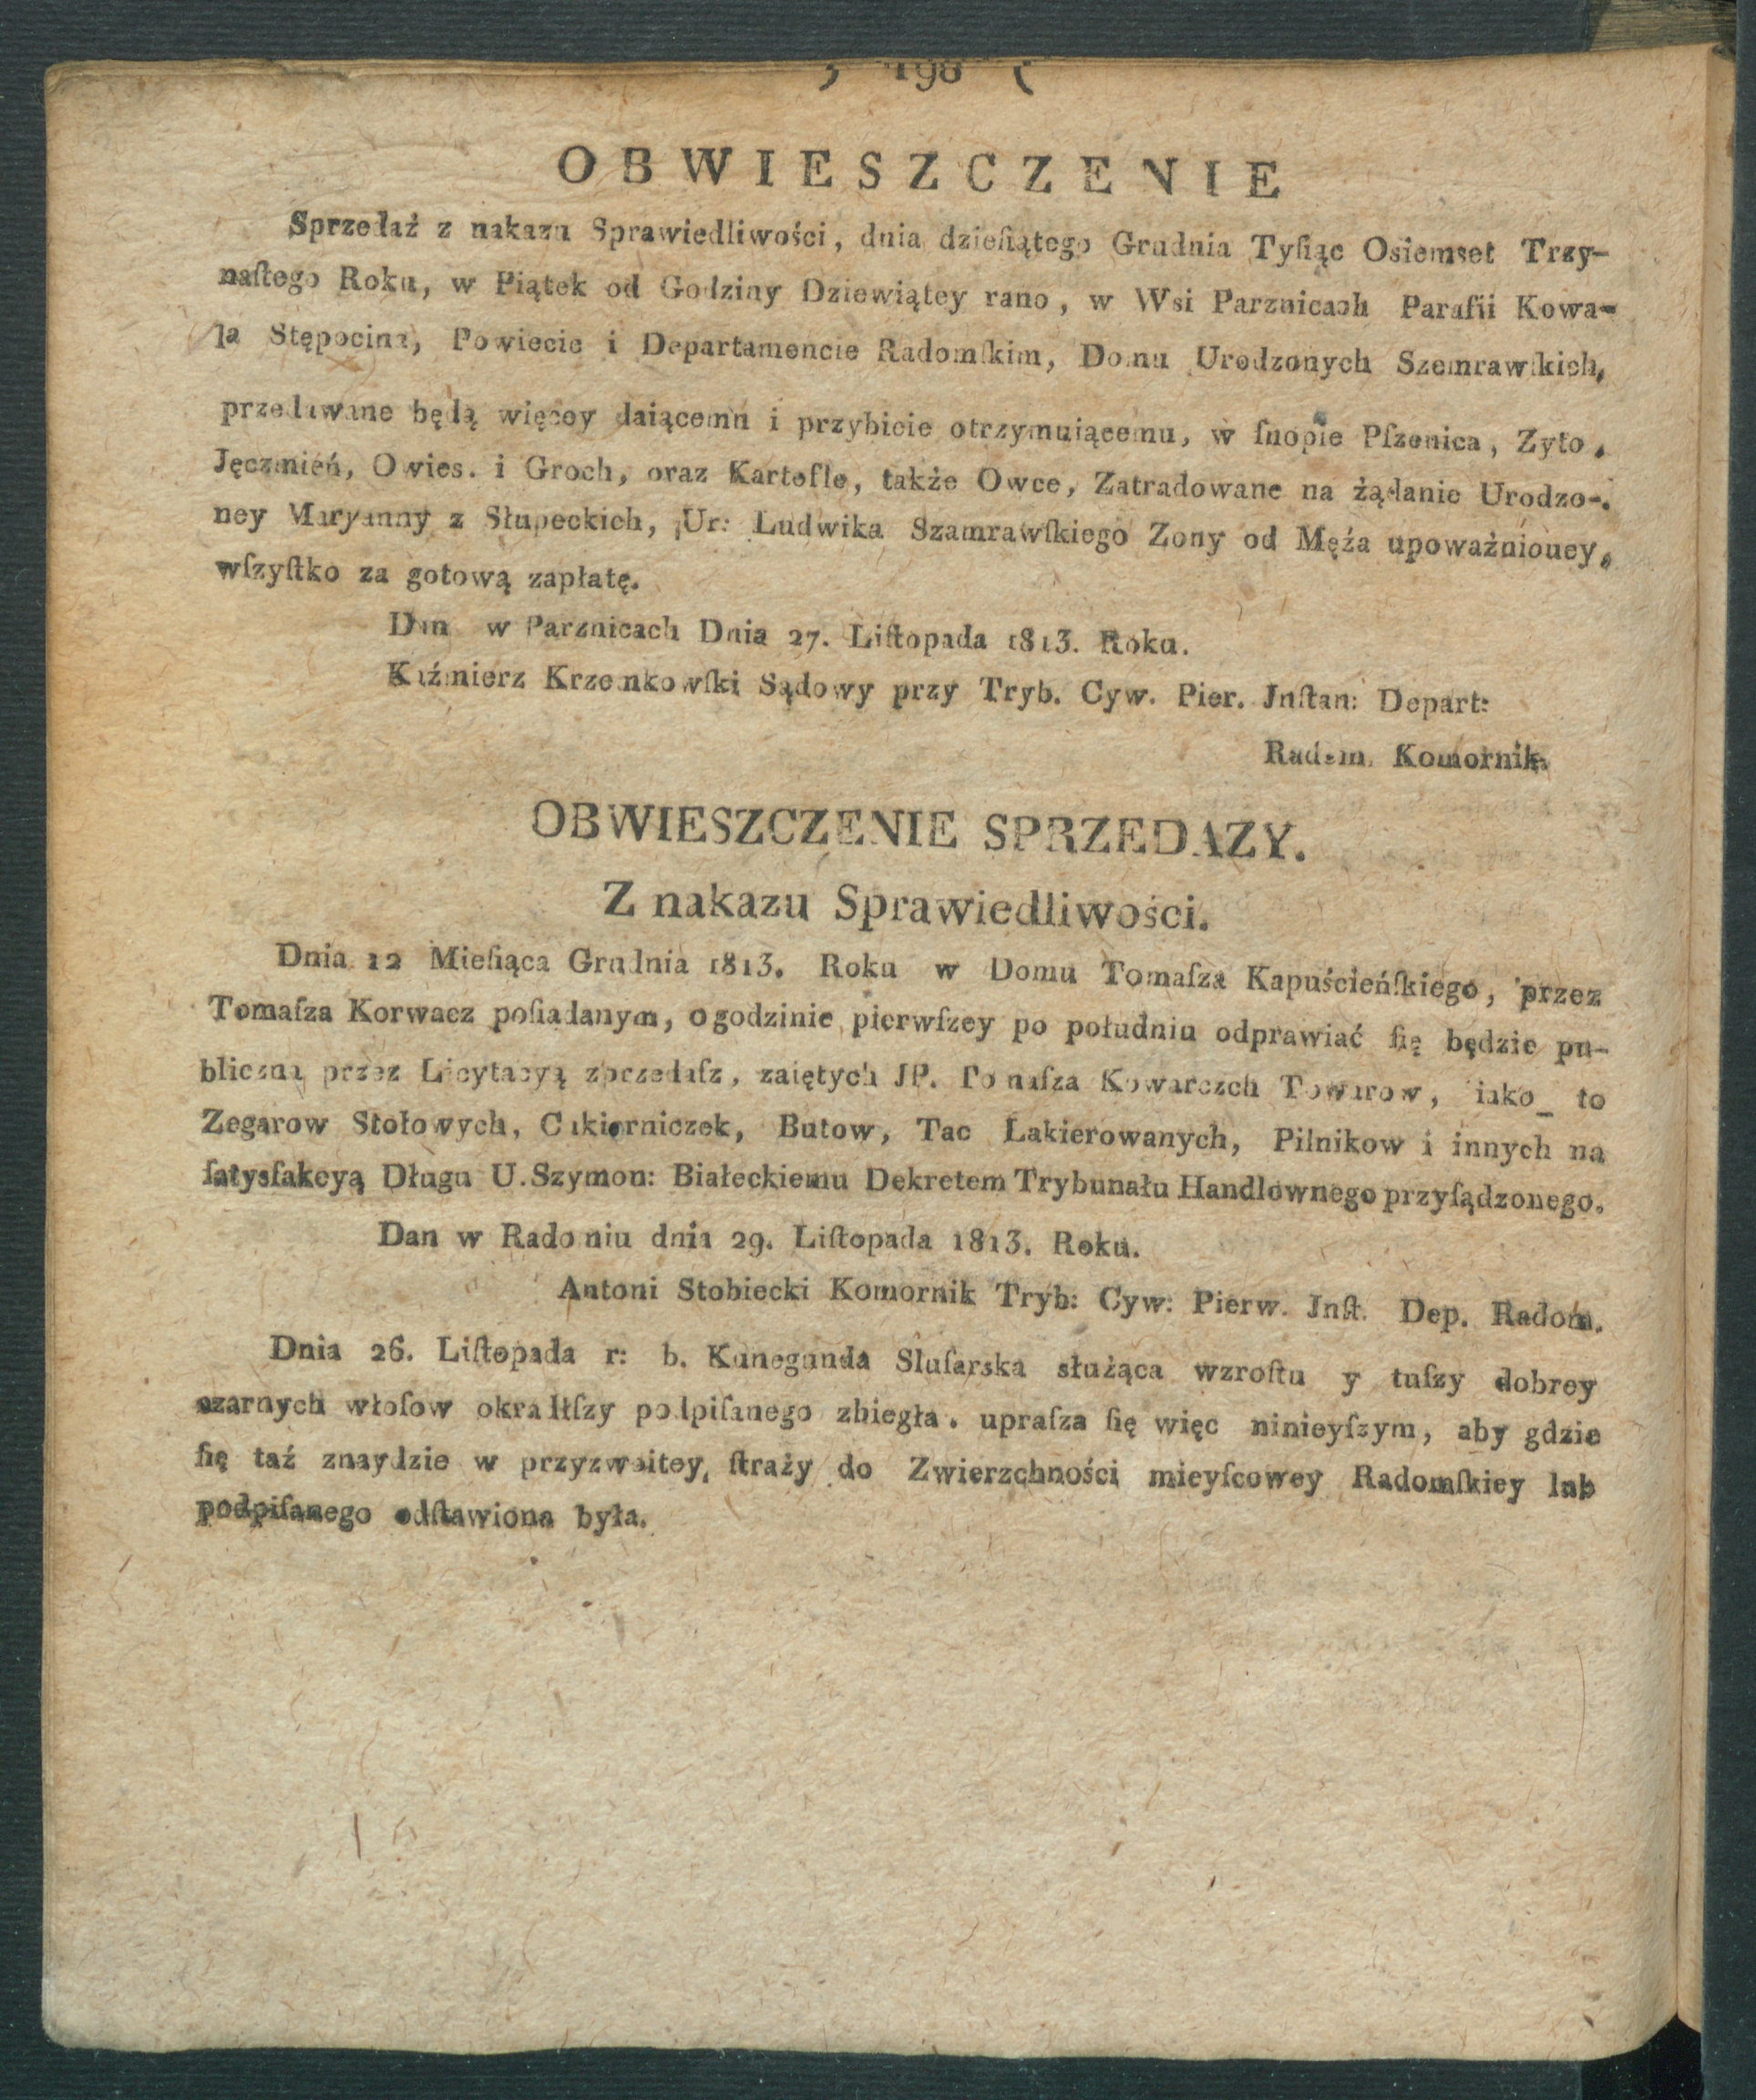 ) 198 (
OBWIESZCZENIE
Sprzedaż z nakazu Sprawiedliwości, dnia dzieſiątego Grudnia Tyſiąc Osiemset Trzy-
naſtego Roku, w Piątek od Godziny Dziewiątey rano, w Wsi Parznicach Parafii Kowa-
la Stępocina, Powiecie i Departamencie Radomſkim, Domu Urodzonych Szemrawſkich,
przedawane będą więcey daiącemu i przybicie otrzymuiącemu, w ſnopie Pſzenica, Zyto,
Jęczmień, Owies. i Groch, oraz Kartofle, także Owce, Zatradowane na żądanie Urodzo-
ney Maryanny z Słupeckich, Ur: Ludwika Szamrawſkiego Zony od Męża upoważnioney,
wſzyſtko za gotową zapłatę.
Dan w Parznicach Dnia 27. Liſtopada 1813. Roku.
Kaźmierz Krzemkowſki Sądowy przy Tryb. Cyw. Pier. Jnſtan: Depart:
Radom. Komornik.
OBWIESZCZENIE SPRZEDAZY.
Z nakazu Sprawiedliwości.
Dnia 12 Mieſiąca Grudnia 1813. Roku w Domu Tomaſza Kapuścieńſkiego, przez
Tomaſza Korwacz poſiadanym, o godzinie pierwſzey po południu odprawiać ſię będzie pu-
bliczną przez Licytacyą zprzedaſz, zaiętych JP. Tomaſza Kowarczch Towarow, iako_ to
Zegarow Stołowych, Cukierniczek, Butow, Tac Lakierowanych, Pilnikow i innych na
ſatysfakcyą Długu U. Szymon: Białeckiemu Dekretem Trybunału Handlownego przyſądzonego.
Dan w Radomiu dnia 29. Liſtopada 1813. Roku.
Antoni Stobiecki Komornik Tryb: Cyw: Pierw. Jnſt. Dep. Radom.
Dnia 26. Liſtopada r: b. Kunegunda Sluſarska służąca wzroſtu y tuſzy dobrey
czarnych włoſow okradłſzy podpiſanego zbiegła. upraſza ſię więc ninieyſzym, aby gdzie
ſię taź znaydzie w przyzwoitey ſtraży do Zwierzchności mieyſcowey Radomſkiey lub
podpiſanego odſtawiona była.